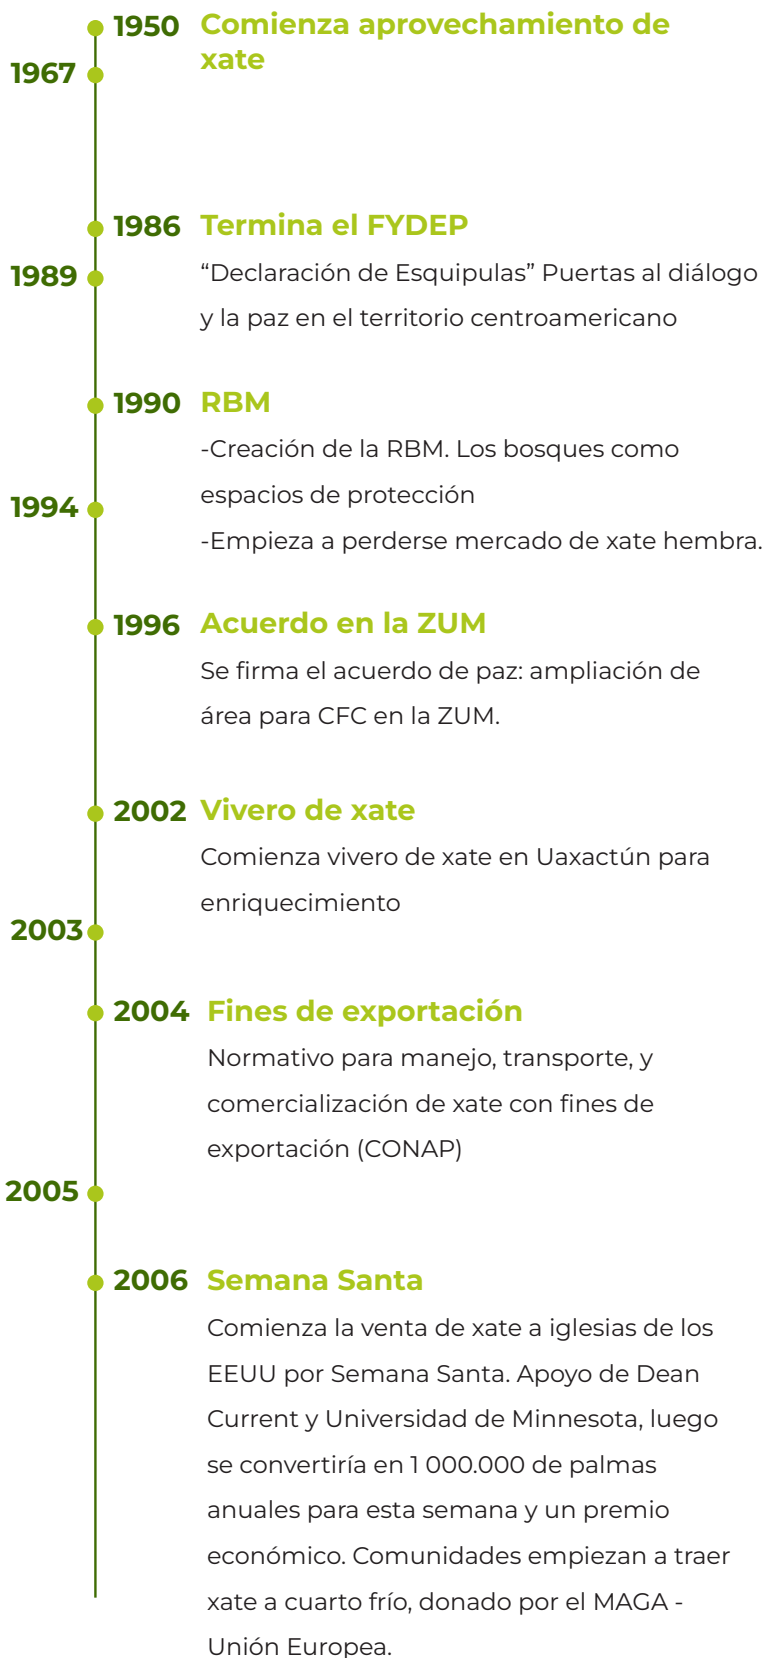 1950 Comienza aprovechamiento de
xate
1967
1986 Termina el FYDEP
1989
“Declaración de Esquipulas” Puertas al diálogo
y la paz en el territorio centroamericano
1990 RBM
-Creación de la RBM. Los bosques como
espacios de protección
1994
-Empieza a perderse mercado de xate hembra.
1996 Acuerdo en la ZUM
Se firma el acuerdo de paz: ampliación de
área para CFC en la ZUM.
2002 Vivero de xate
Comienza vivero de xate en Uaxactún para
enriquecimiento
2003
2004 Fines de exportación
Normativo para manejo, transporte, y
comercialización de xate con fines de
exportación (CONAP)
2005
2006 Semana Santa
Comienza la venta de xate a iglesias de los
EEUU por Semana Santa. Apoyo de Dean
Current y Universidad de Minnesota, luego
se convertiría en 1 000.000 de palmas
anuales para esta semana y un premio
económico. Comunidades empiezan a traer
xate a cuarto frío, donado por el MAGA -
Unión Europea.